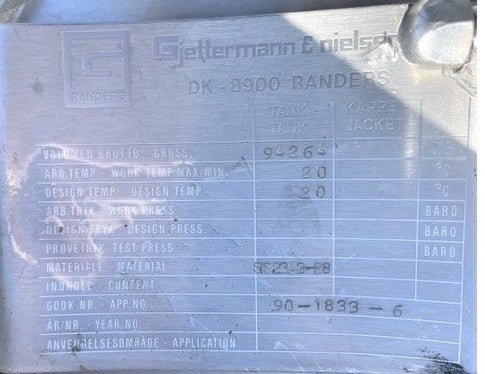 Gjettermann & nielsen
DK - 8900 RANDERS
RANDERS
TANK KAPPE
TANK JACKET
VOLUMEN BRUTTO - GROSS. 94264
ARB.TEMP. - WORK TEMP.MAX.MIN. 20 °C
DESIGN TEMP. - DESIGN TEMP. 20 °C
ARB.TRYK - WORK PRESS. BARO
DESIGN TRYK - DESIGN PRESS. BARO
PRØVETRYK - TEST PRESS. BARO
MATERIALE - MATERIAL
INDHOLD - CONTENT
GODK.NR. - APP.NO. 90-1833-6
ÅR/NR. - YEAR/NO.
ANVENDELSESOMRÅDE - APPLICATION